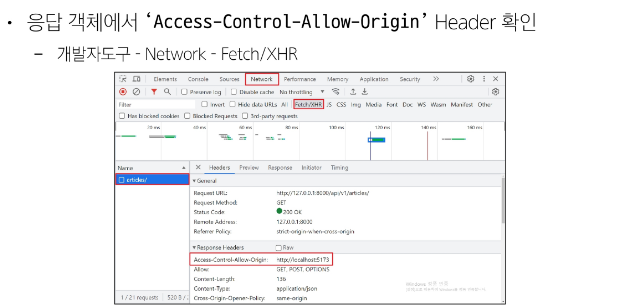 • 응답 객체에서 ‘Access-Control-Allow-Origin’ Header 확인
– 개발자도구 - Network - Fetch/XHR
Elements Console Sources Network Performance Memory Application Security
Preserve log Disable cache No throttling
Filter Invert Hide data URLs All Fetch/XHR JS CSS Img Media Font Doc WS Wasm Manifest Other
Has blocked cookies Blocked Requests 3rd-party requests
20 ms 40 ms 60 ms 80 ms 100 ms 120 ms 140 ms 160 ms
Name Headers Preview Response Initiator Timing
articles/
General
Request URL: http://127.0.0.1:8000/api/v1/articles/
Request Method: GET
Status Code: 200 OK
Remote Address: 127.0.0.1:8000
Referrer Policy: strict-origin-when-cross-origin
Response Headers Raw
Access-Control-Allow-Origin: http://localhost:5173
Allow: GET, POST, OPTIONS
Content-Length: 136
Content-Type: application/json
1 / 21 requests 520 B / Cross-Origin-Opener-Policy: same-origin